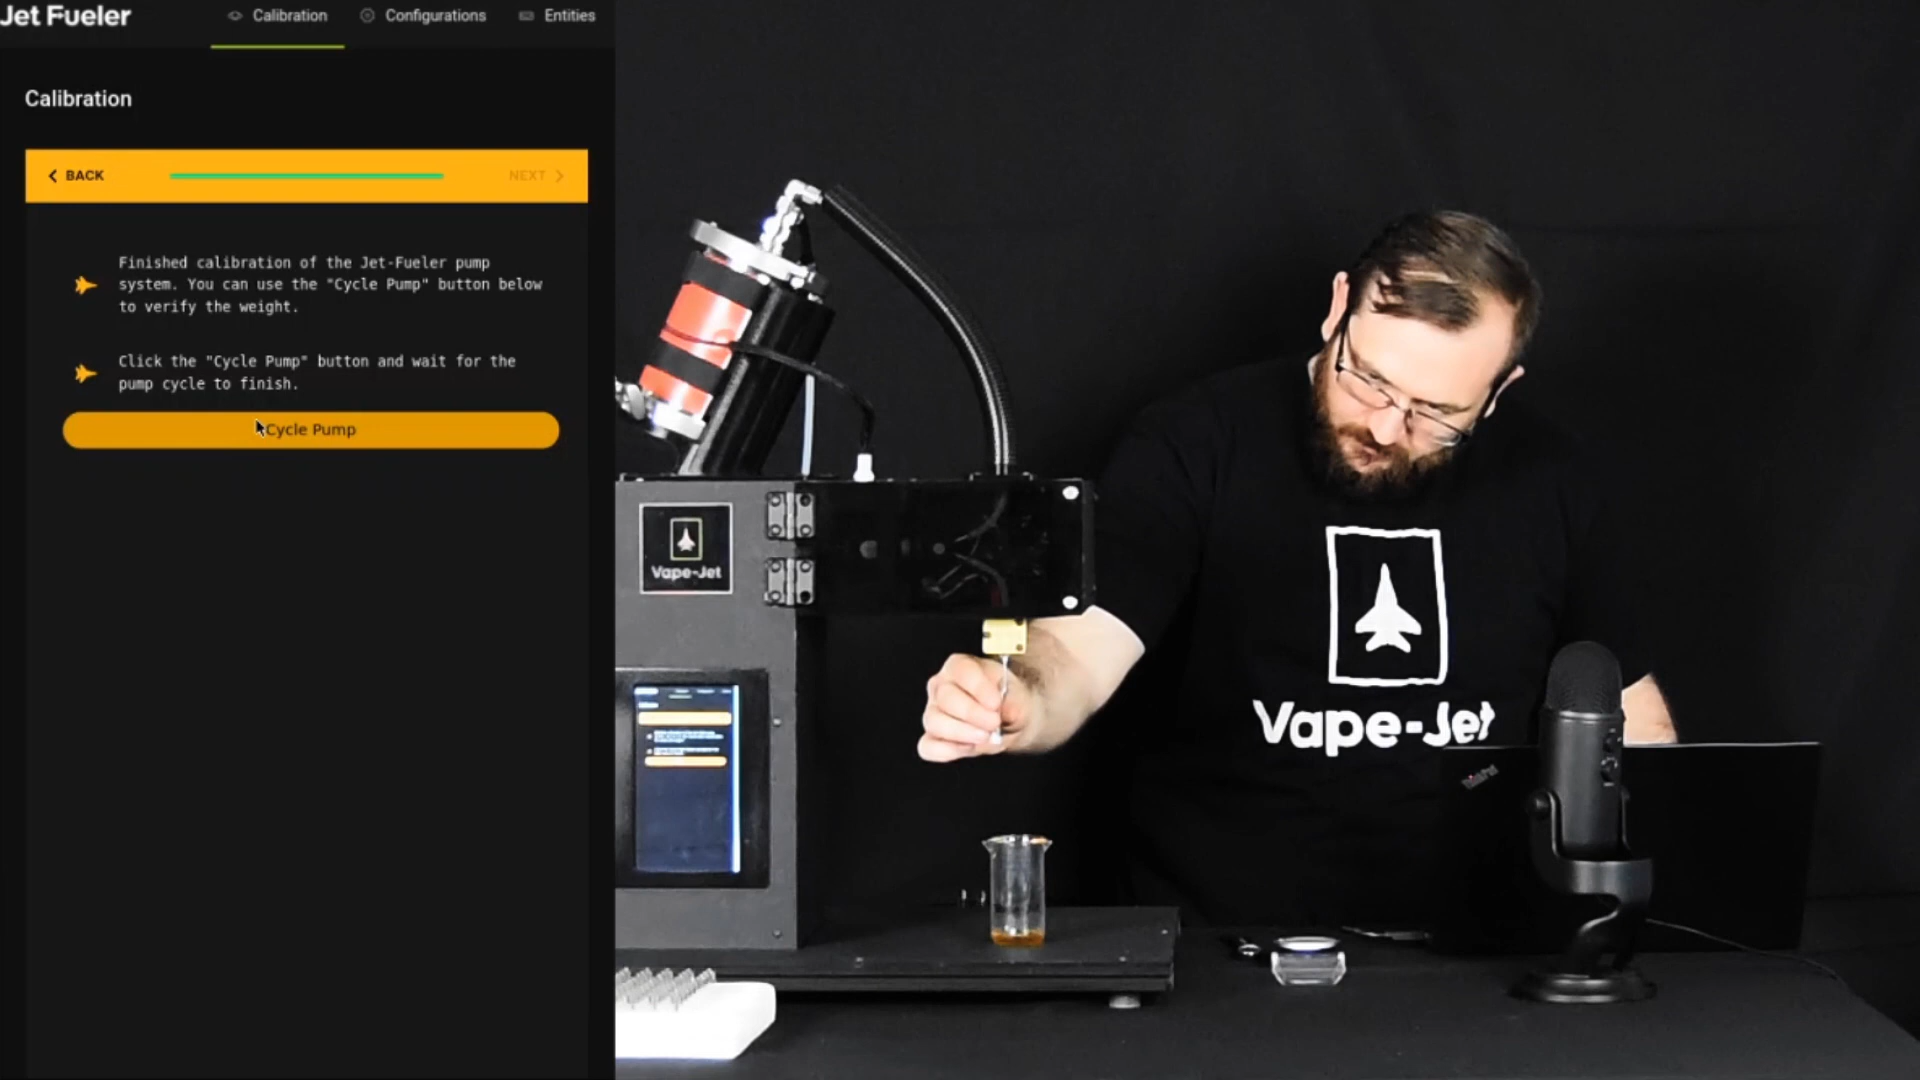 Jet Fueler
Calibration
Configurations
Entities
Calibration
BACK
NEXT
Finished calibration of the Jet-Fueler pump
system. You can use the "Cycle Pump" button below
to verify the weight.
Click the "Cycle Pump" button and wait for the
pump cycle to finish.
Cycle Pump
Vape-Jet
Vape-Jet